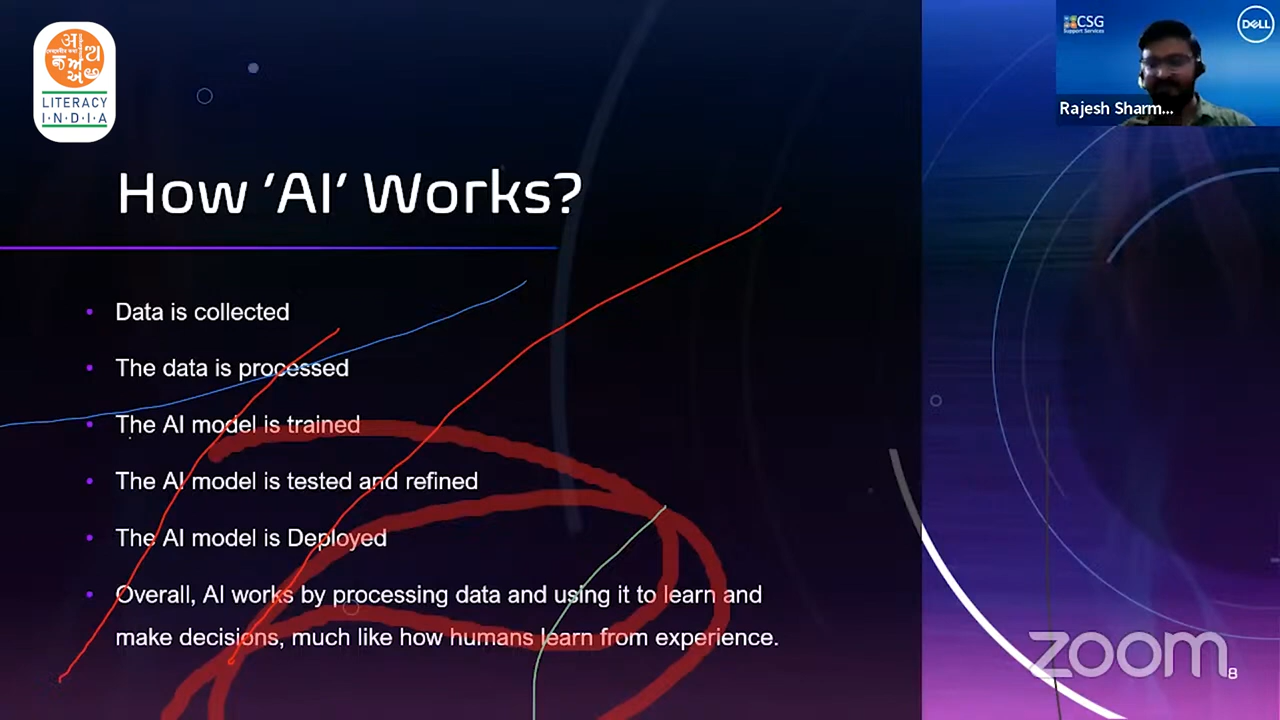 LITERACY
I·N·D·I·A
CSG
Support Services
DELL
Rajesh Sharm...
How 'AI' Works?
• Data is collected
• The data is processed
• The AI model is trained
• The AI model is tested and refined
• The AI model is Deployed
• Overall, AI works by processing data and using it to learn and
make decisions, much like how humans learn from experience.
zoom
8